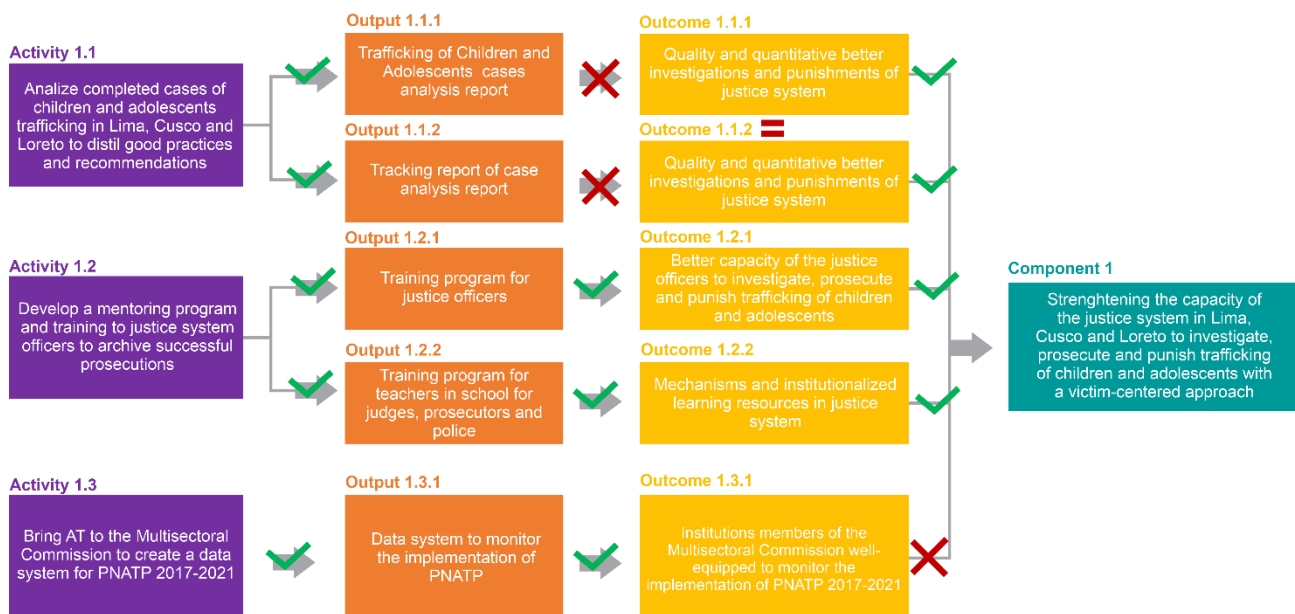 Activity 1.1
Analize completed cases of
children and adolescents
trafficking in Lima, Cusco and
Loreto to distil good practices
and recommendations
Output 1.1.1
Trafficking of Children and
Adolescents cases
analysis report
Outcome 1.1.1
Quality and quantitative better
investigations and punishments of
justice system
Output 1.1.2
Tracking report of case
analysis report
Outcome 1.1.2
Quality and quantitative better
investigations and punishments of
justice system
Activity 1.2
Develop a mentoring program
and training to justice system
officers to archive successful
prosecutions
Output 1.2.1
Training program for
justice officers
Outcome 1.2.1
Better capacity of the justice
officers to investigate, prosecute
and punish trafficking of children
and adolescents
Output 1.2.2
Training program for
teachers in school for
judges, prosecutors and
police
Outcome 1.2.2
Mechanisms and institutionalized
learning resources in justice
system
Activity 1.3
Bring AT to the Multisectoral
Commission to create a data
system for PNATP 2017-2021
Output 1.3.1
Data system to monitor
the implementation of
PNATP
Outcome 1.3.1
Institutions members of the
Multisectoral Commission well-
equipped to monitor the
implementation of PNATP 2017-2021
Component 1
Strenghtening the capacity of
the justice system in Lima,
Cusco and Loreto to investigate,
prosecute and punish trafficking
of children and adolescents with
a victim-centered approach